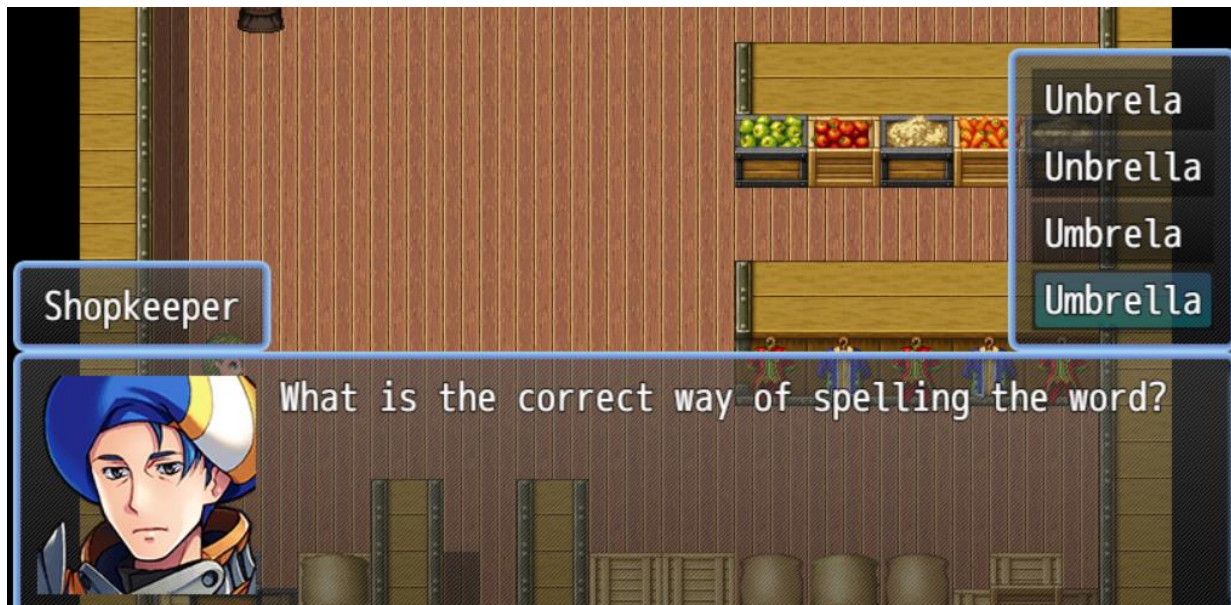 Unbrela
Unbrella
Umbrela
Umbrella
Shopkeeper
What is the correct way of spelling the word?